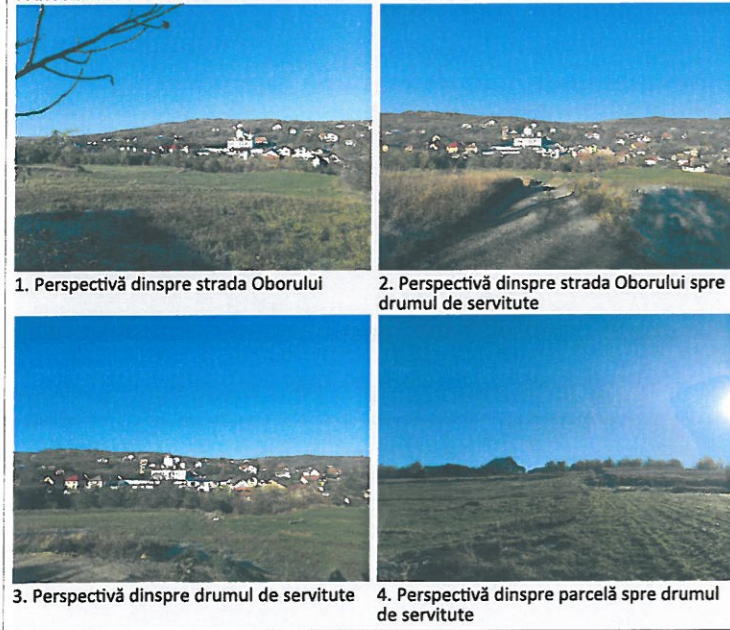 1. Perspectivă dinspre strada Oborului
2. Perspectivă dinspre strada Oborului spre
drumul de servitute
3. Perspectivă dinspre drumul de servitute
4. Perspectivă dinspre parcelă spre drumul
de servitute